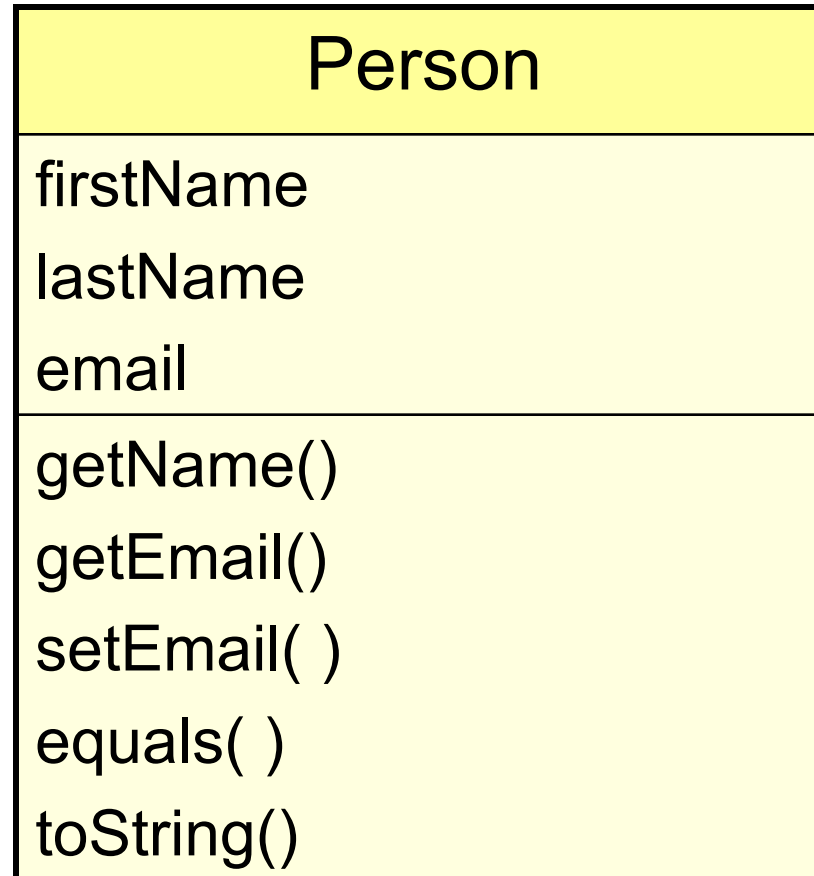 Person
firstName
lastName
email
getName()
getEmail()
setEmail( )
equals( )
toString()